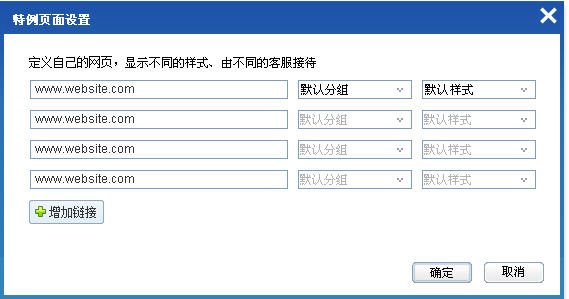 特例页面设置
定义自己的网页，显示不同的样式、由不同的客服接待
www.website.com 默认分组 默认样式
www.website.com 默认分组 默认样式
www.website.com 默认分组 默认样式
www.website.com 默认分组 默认样式
增加链接
确定 取消